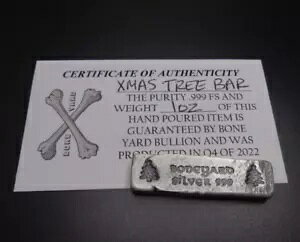 CERTIFICATE OF AUTHENTICITY
XMAS TREE BAR
THE PURITY .999 FS AND
WEIGHT 1oz OF THIS
HAND POURED ITEM IS
GUARANTEED BY BONE
YARD BULLION AND WAS
PRODUCED IN Q4 OF 2022
BONEYARD
SILVER 999